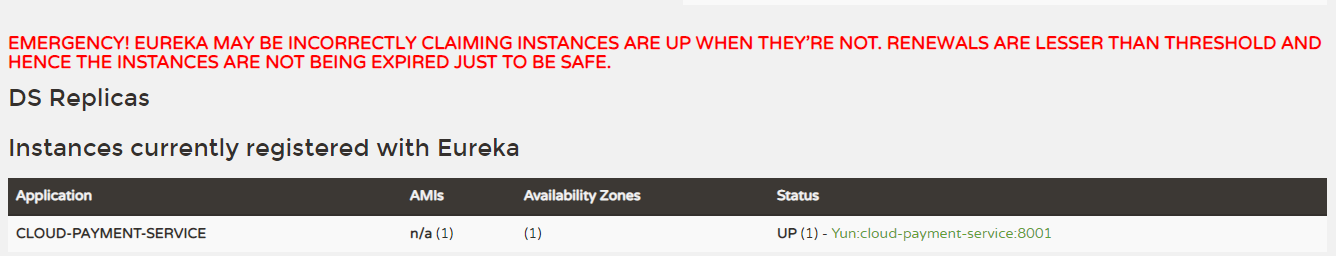 EMERGENCY! EUREKA MAY BE INCORRECTLY CLAIMING INSTANCES ARE UP WHEN THEY'RE NOT. RENEWALS ARE LESSER THAN THRESHOLD AND
HENCE THE INSTANCES ARE NOT BEING EXPIRED JUST TO BE SAFE.
DS Replicas
Instances currently registered with Eureka
Application AMIs Availability Zones Status
CLOUD-PAYMENT-SERVICE n/a (1) (1) UP (1) - Yun:cloud-payment-service:8001